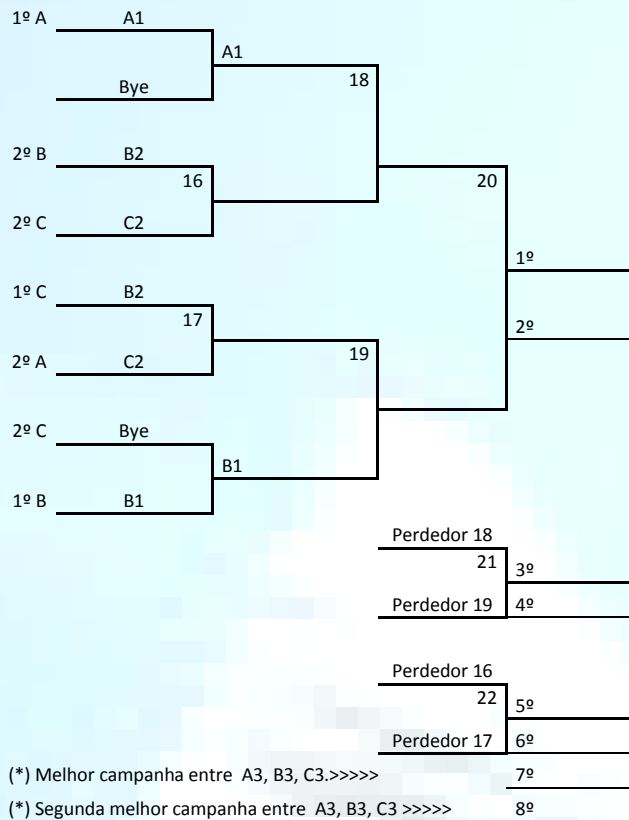 1º A A1
A1
18
Bye
2º B B2
16
20
2º C C2
1º
1º C B2
17
2º
19
2º A C2
2º C Bye
B1
1º B B1
Perdedor 18
21
3º
Perdedor 19
4º
Perdedor 16
22
5º
Perdedor 17
6º
(*) Melhor campanha entre A3, B3, C3.>>>>> 7º
(*) Segunda melhor campanha entre A3, B3, C3 >>>>> 8º